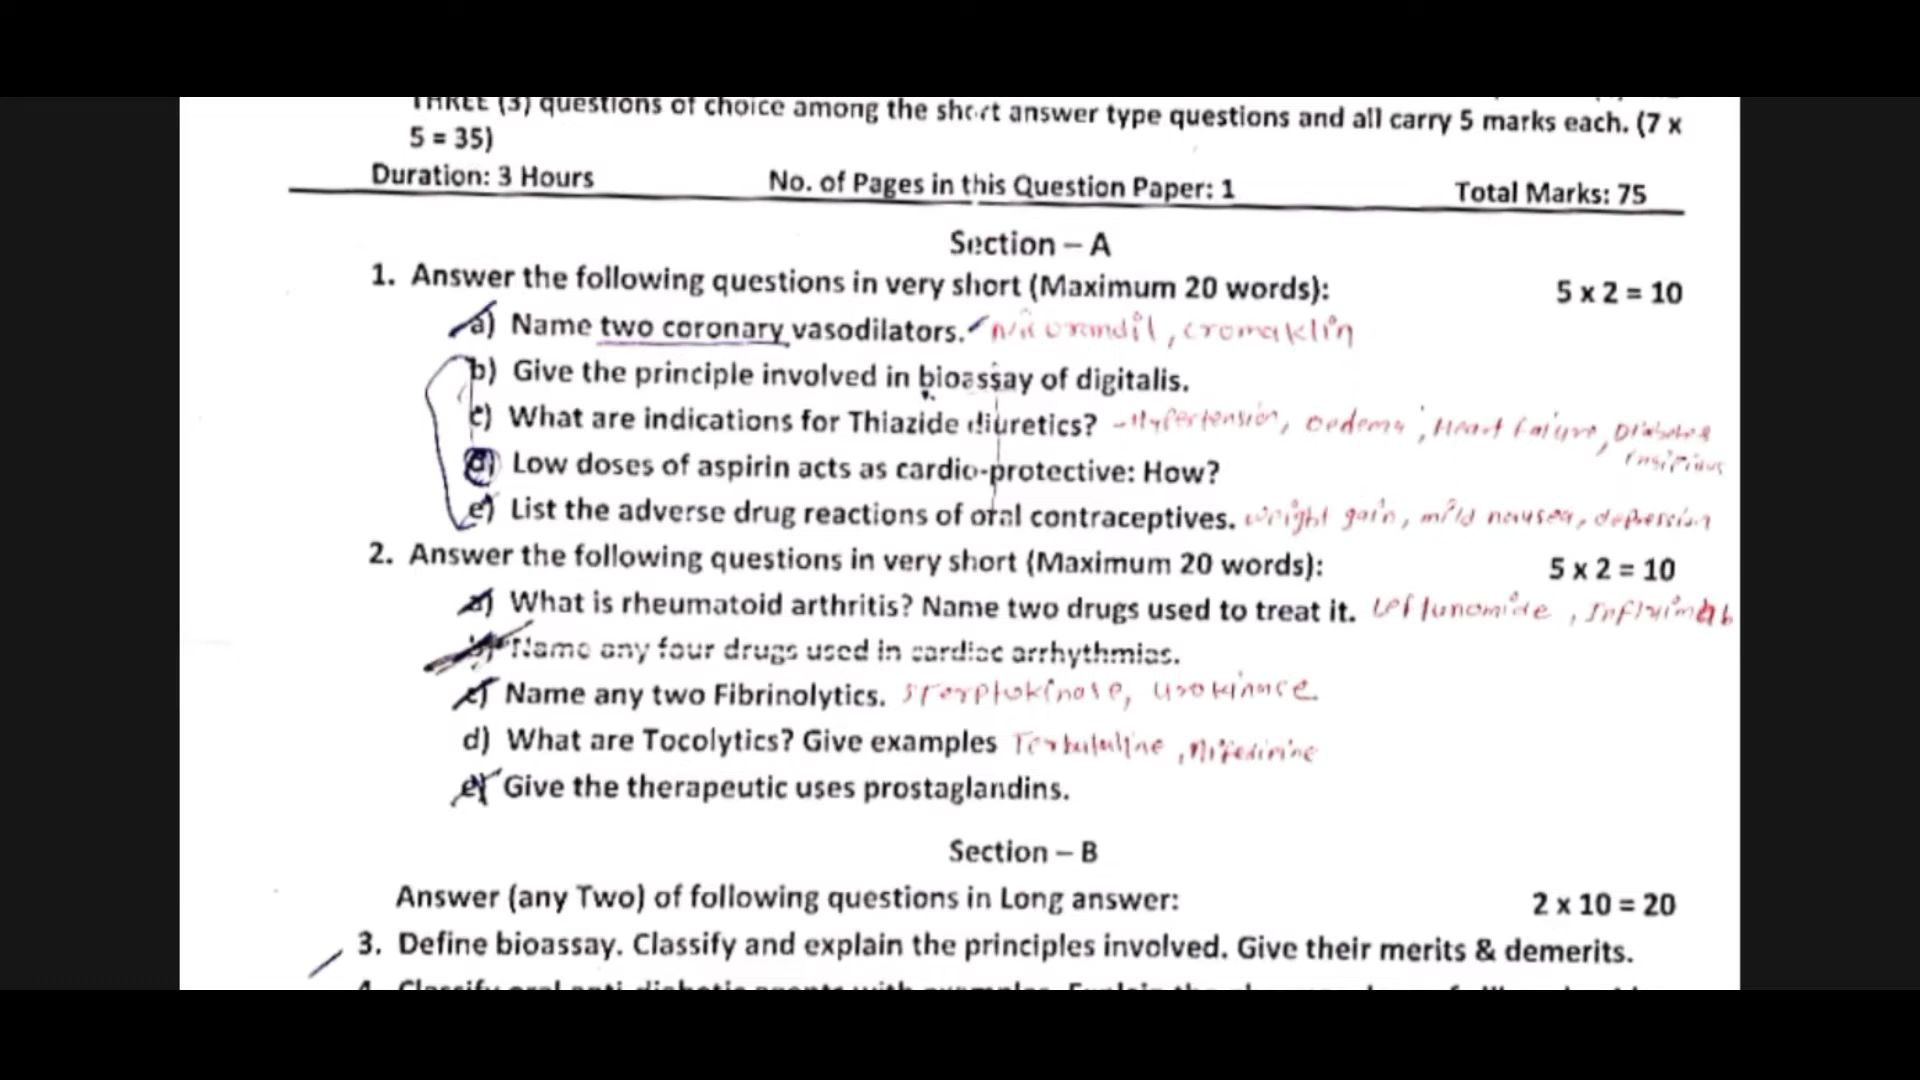 THREE (3) questions of choice among the short answer type questions and all carry 5 marks each. (7 x
5 = 35)
Duration: 3 Hours No. of Pages in this Question Paper: 1 Total Marks: 75
Section – A
1. Answer the following questions in very short (Maximum 20 words): 5 x 2 = 10
a) Name two coronary vasodilators. Nicorandil, cromaklin
b) Give the principle involved in bioassay of digitalis.
c) What are indications for Thiazide diuretics? - Hypertension, oedema, Heart failure, Diabetes
insipidus
d) Low doses of aspirin acts as cardio-protective: How?
e) List the adverse drug reactions of oral contraceptives. weight gain, mild nausea, depression
2. Answer the following questions in very short (Maximum 20 words): 5 x 2 = 10
a) What is rheumatoid arthritis? Name two drugs used to treat it. Leflunomide, Infliximab
b) Name any four drugs used in cardiac arrhythmias.
c) Name any two Fibrinolytics.
d) What are Tocolytics? Give examples
e) Give the therapeutic uses prostaglandins.
Section – B
Answer (any Two) of following questions in Long answer: 2 x 10 = 20
3. Define bioassay. Classify and explain the principles involved. Give their merits & demerits.